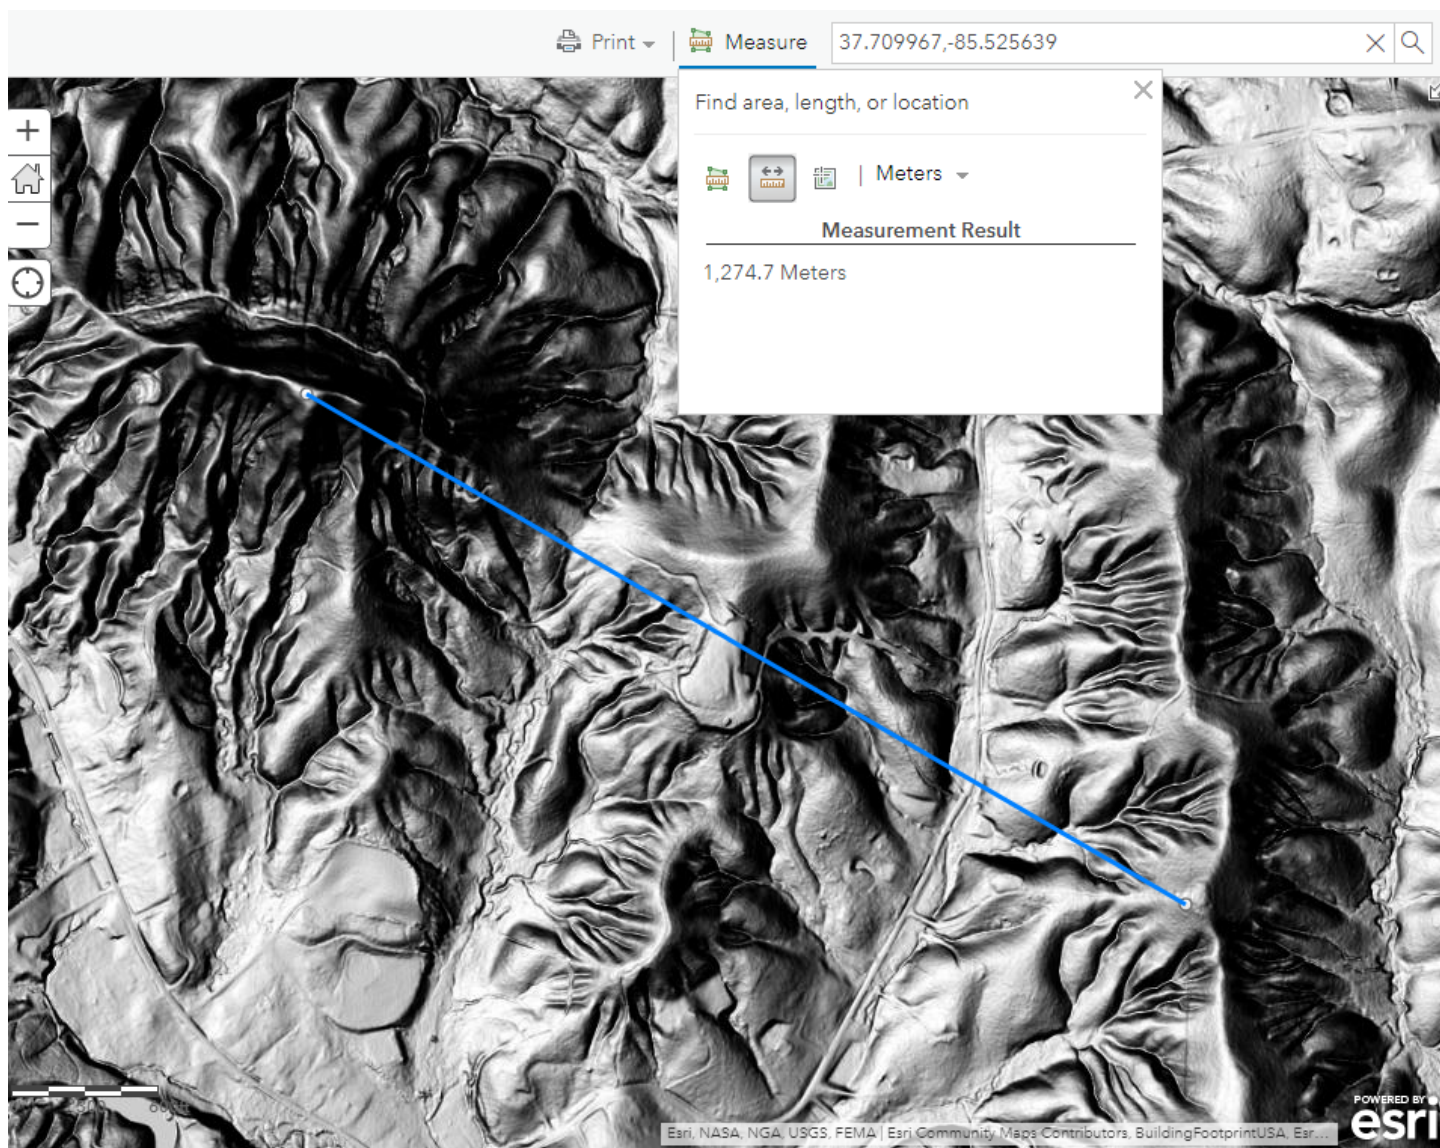 Print
Measure
37.709967,-85.525639
Find area, length, or location
Meters
Measurement Result
1,274.7 Meters
POWERED BY
esri
Esri, NASA, NGA, USGS, FEMA | Esri Community Maps Contributors, BuildingFootprintUSA, Esr...